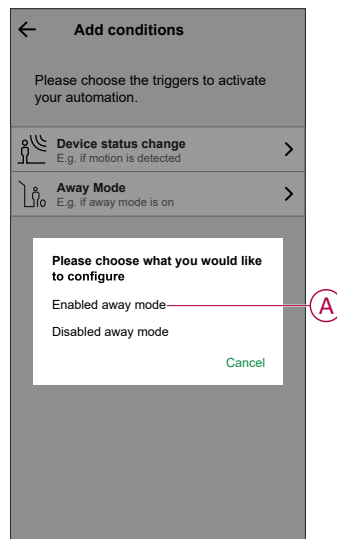 Add conditions
Please choose the triggers to activate
your automation.
Device status change
E.g. if motion is detected
Away Mode
E.g. if away mode is on
Please choose what you would like
to configure
Enabled away mode
A
Disabled away mode
Cancel